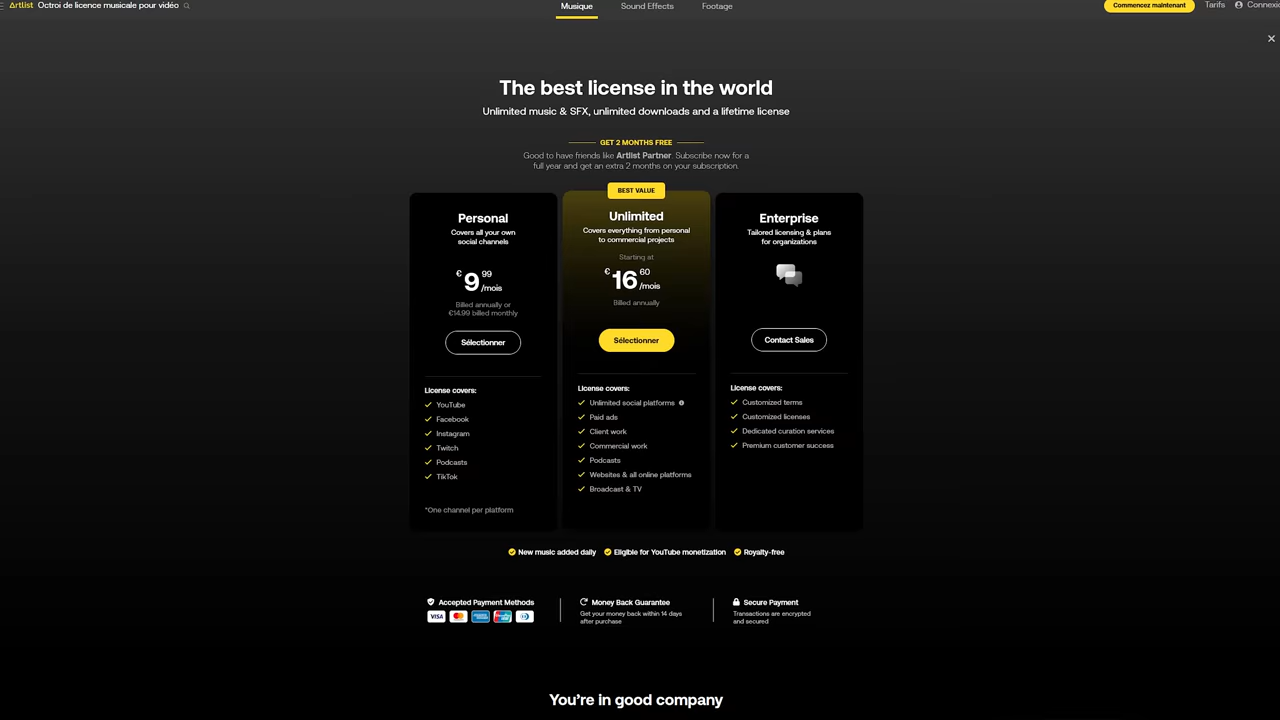 Artlist Octroi de licence musicale pour vidéo
Musique Sound Effects Footage
Commencez maintenant Tarifs
The best license in the world
Unlimited music & SFX, unlimited downloads and a lifetime license
GET 2 MONTHS FREE
Good to have friends like Artlist Partner. Subscribe now for a
full year and get an extra 2 months on your subscription.
Personal
Covers all your own
social channels
€ 9 99 /mois
Billed annually or
€14.99 billed monthly
Sélectionner
License covers:
YouTube
Facebook
Instagram
Twitch
Podcasts
TikTok
*One channel per platform
BEST VALUE
Unlimited
Covers everything from personal
to commercial projects
Starting at
€ 16 60 /mois
Billed annually
Sélectionner
License covers:
Unlimited social platforms
Paid ads
Client work
Commercial work
Podcasts
Websites & all online platforms
Broadcast & TV
Enterprise
Tailored licensing & plans
for organizations
Contact Sales
License covers:
Customized terms
Customized licenses
Dedicated curation services
Premium customer success
New music added daily Eligible for YouTube monetization Royalty-free
Accepted Payment Methods
VISA
Money Back Guarantee
Get your money back within 14 days
after purchase
Secure Payment
Transactions are encrypted
and secured
You're in good company